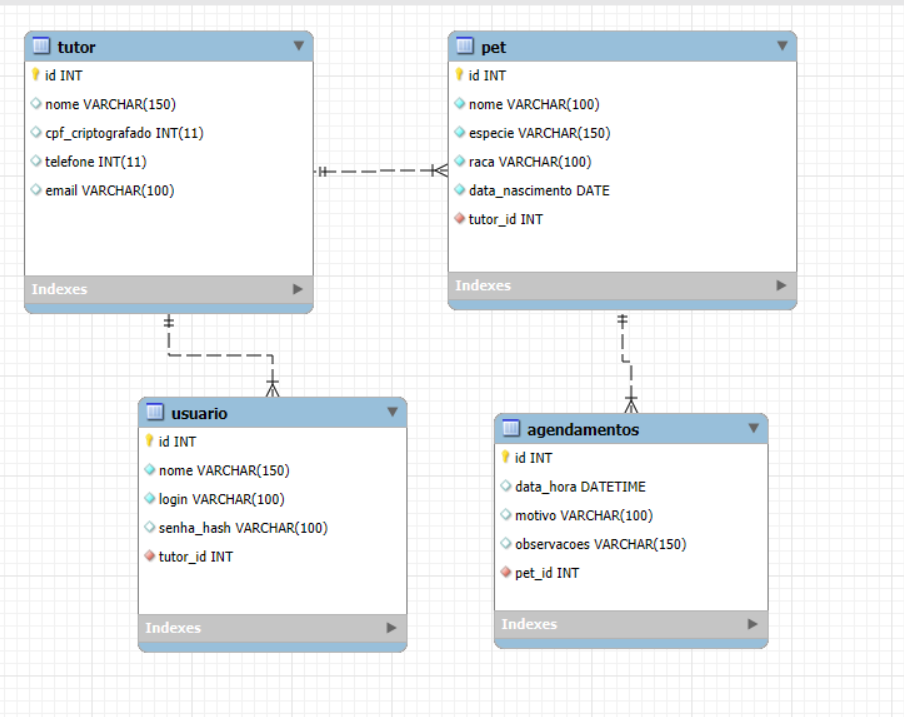 tutor
id INT
nome VARCHAR(150)
cpf_criptografado INT(11)
telefone INT(11)
email VARCHAR(100)
Indexes
pet
id INT
nome VARCHAR(100)
especie VARCHAR(150)
raca VARCHAR(100)
data_nascimento DATE
tutor_id INT
Indexes
usuario
id INT
nome VARCHAR(150)
login VARCHAR(100)
senha_hash VARCHAR(100)
tutor_id INT
Indexes
agendamentos
id INT
data_hora DATETIME
motivo VARCHAR(100)
observacoes VARCHAR(150)
pet_id INT
Indexes